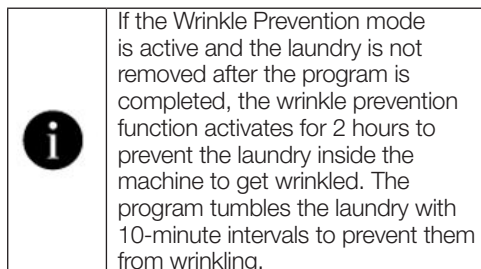 If the Wrinkle Prevention mode
is active and the laundry is not
removed after the program is
completed, the wrinkle prevention
function activates for 2 hours to
prevent the laundry inside the
machine to get wrinkled. The
program tumbles the laundry with
10-minute intervals to prevent them
from wrinkling.